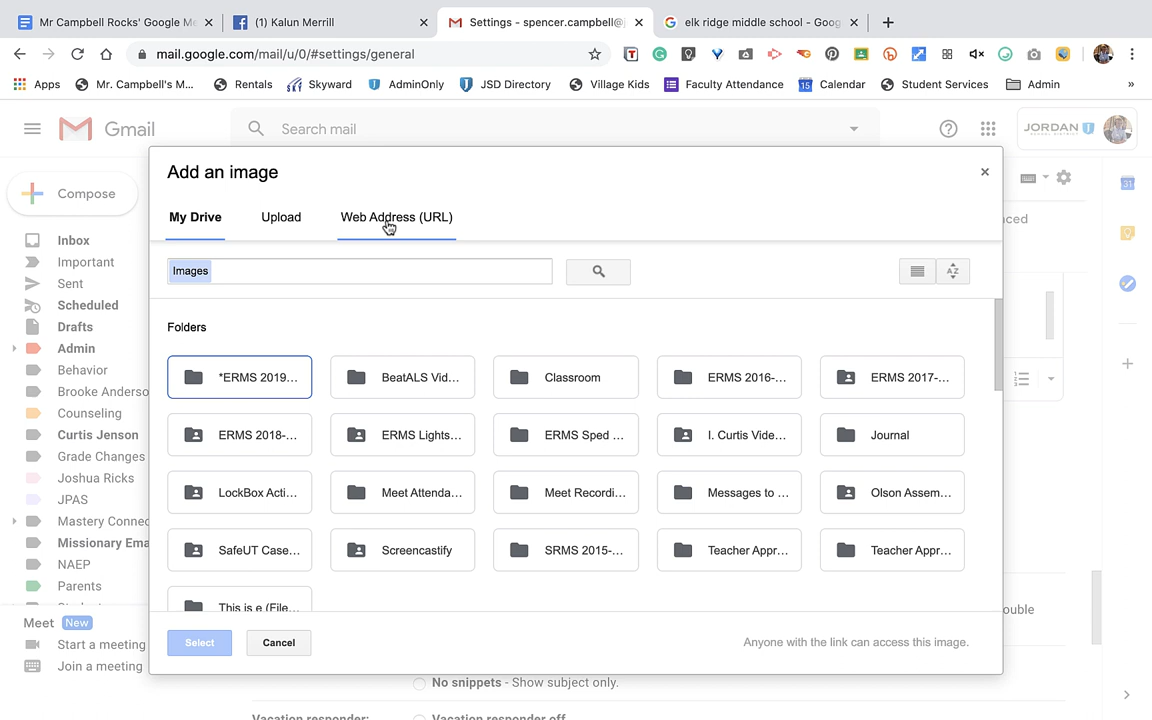 Mr Campbell Rocks' Google Me
(1) Kalun Merrill
Settings - spencer.campbell@
elk ridge middle school - Goog
mail.google.com/mail/u/0/#settings/general
Apps
Mr. Campbell's M...
Rentals
Skyward
AdminOnly
JSD Directory
Village Kids
Faculty Attendance
Calendar
Student Services
Admin
»
Gmail
Search mail
JORDAN
Compose
Inbox
Important
Sent
Scheduled
Drafts
Admin
Behavior
Brooke Anderso
Counseling
Curtis Jenson
Grade Changes
Joshua Ricks
JPAS
Mastery Connec
Missionary Ema
NAEP
Parents
Meet New
Start a meeting
Join a meeting
Add an image
My Drive
Upload
Web Address (URL)
Images
AZ
Folders
*ERMS 2019...
BeatALS Vid...
Classroom
ERMS 2016-...
ERMS 2017-...
ERMS 2018-...
ERMS Lights...
ERMS Sped ...
I. Curtis Vide...
Journal
LockBox Acti...
Meet Attenda...
Meet Recordi...
Messages to ...
Olson Assem...
SafeUT Case...
Screencastify
SRMS 2015-...
Teacher Appr...
Teacher Appr...
This is e (File...
Select
Cancel
Anyone with the link can access this image.
nced
ouble
No snippets - Show subject only.
Vacation responder:
Vacation responder off